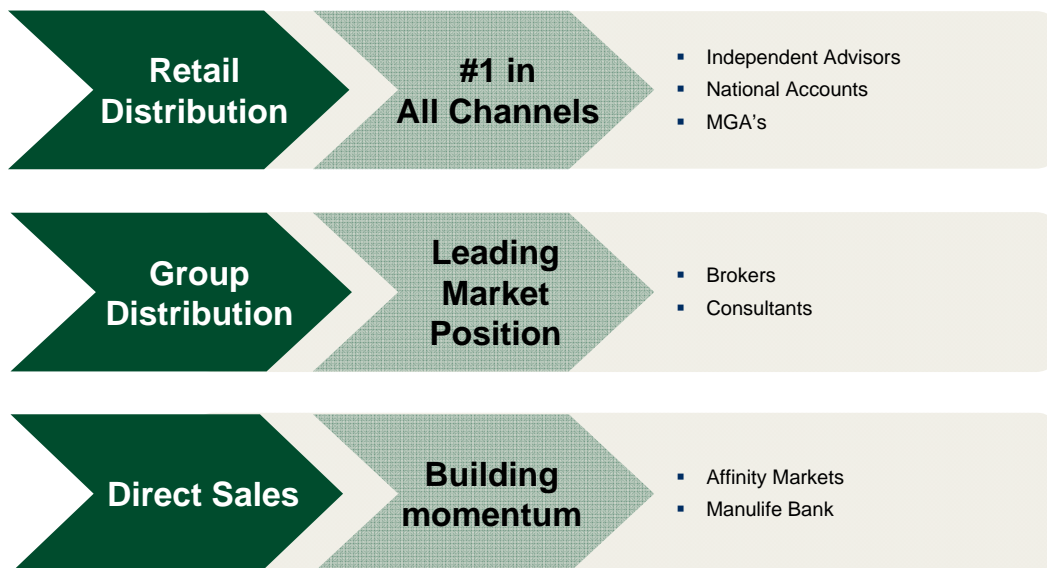 Retail
Distribution
#1 in
All Channels
▪ Independent Advisors
▪ National Accounts
▪ MGA's
Group
Distribution
Leading
Market
Position
▪ Brokers
▪ Consultants
Direct Sales
Building
momentum
▪ Affinity Markets
▪ Manulife Bank